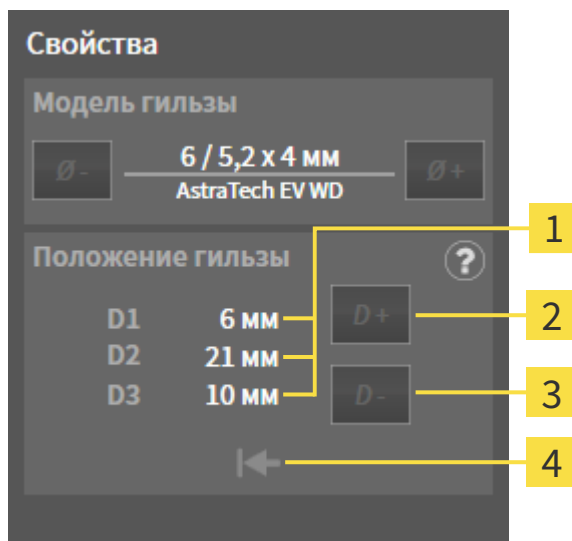 Свойства
Модель гильзы
Ø -
6 / 5,2 x 4 мм
Ø +
AstraTech EV WD
1
Положение гильзы
?
D1 6 мм
D +
2
D2 21 мм
D3 10 мм
D -
3
4